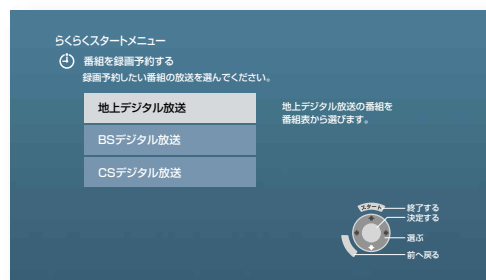 らくらくスタートメニュー
番組を録画予約する
録画予約したい番組の放送を選んでください。
地上デジタル放送
地上デジタル放送の番組を
番組表から選びます。
BSデジタル放送
CSデジタル放送
スタート
終了する
決定する
選ぶ
前へ戻る